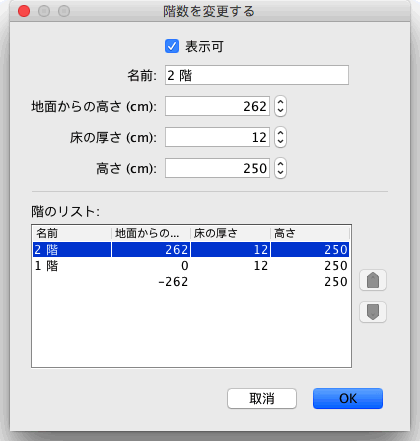 階数を変更する
表示可
名前: 2 階
地面からの高さ (cm): 262
床の厚さ (cm): 12
高さ (cm): 250
階のリスト:
名前 地面からの... 床の厚さ 高さ
2 階 262 12 250
1 階 0 12 250
-262 250
取消 OK